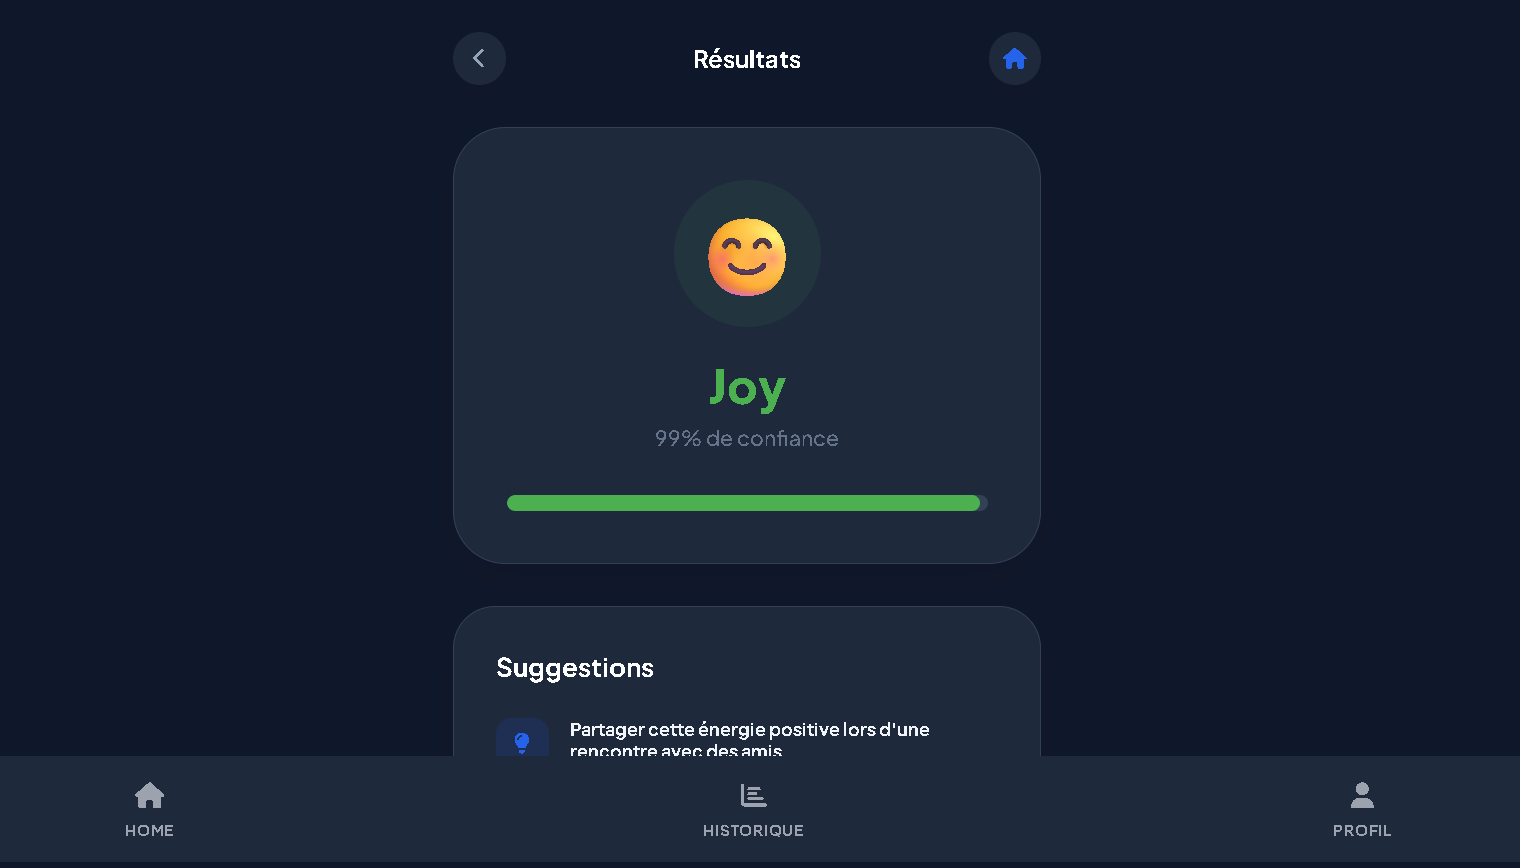 Résultats
Joy
99% de confiance
Suggestions
Partager cette énergie positive lors d'une
rencontre avec des amis
HOME
HISTORIQUE
PROFIL